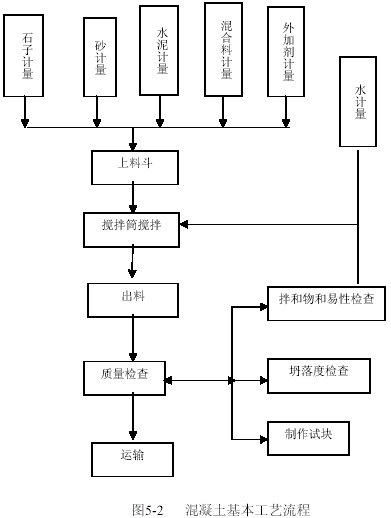 石子计量
砂计量
水泥计量
混合料计量
外加剂计量
水计量
上料斗
搅拌筒搅拌
出料
拌和物和易性检查
质量检查
坍落度检查
制作试块
运输
图5-2 混凝土基本工艺流程